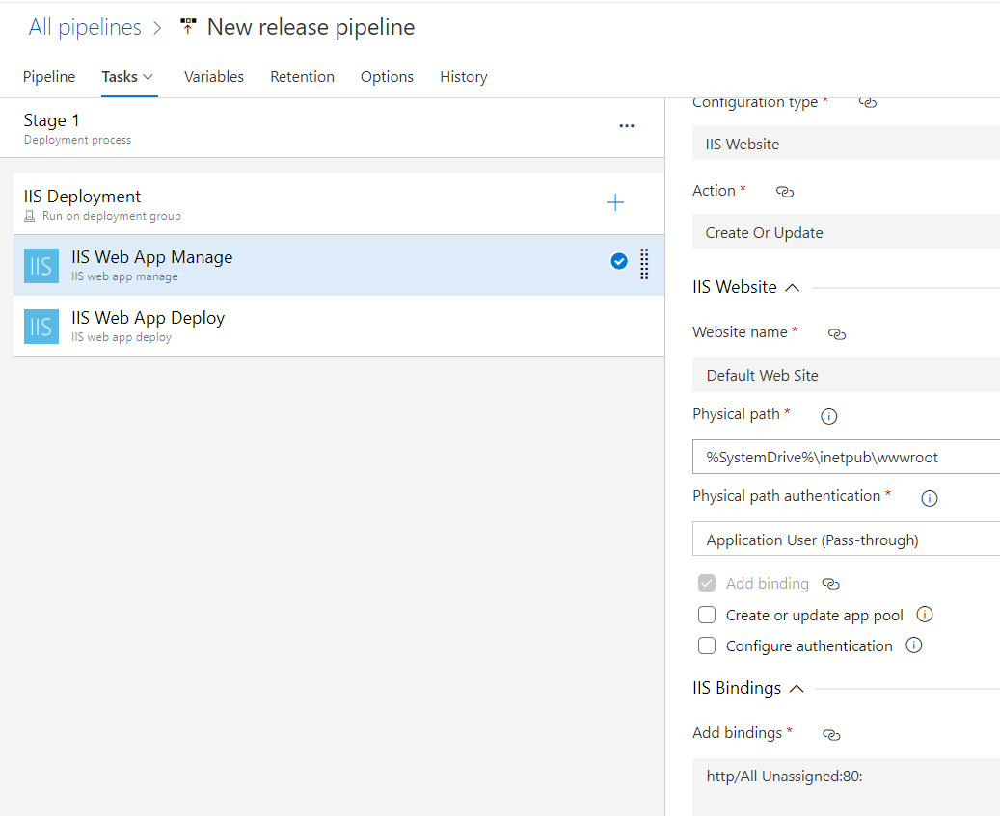 All pipelines > New release pipeline
Pipeline Tasks Variables Retention Options History
Stage 1
Deployment process
IIS Deployment
Run on deployment group
IIS IIS Web App Manage
IIS web app manage
IIS IIS Web App Deploy
IIS web app deploy
Configuration type *
IIS Website
Action *
Create Or Update
IIS Website
Website name *
Default Web Site
Physical path *
%SystemDrive%\inetpub\wwwroot
Physical path authentication *
Application User (Pass-through)
Add binding
Create or update app pool
Configure authentication
IIS Bindings
Add bindings *
http/All Unassigned:80: